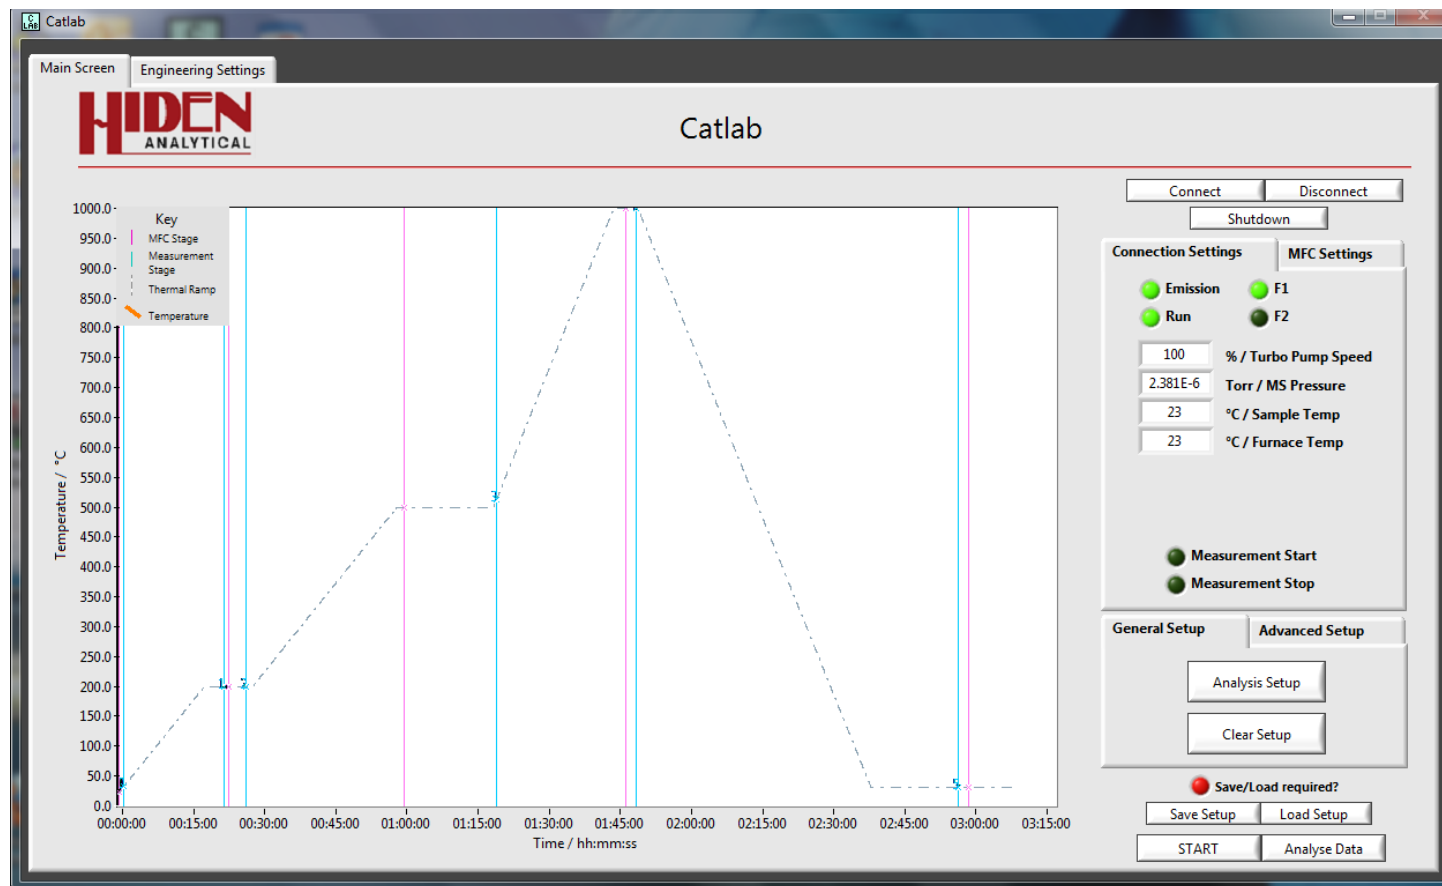 Catlab
Main Screen
Engineering Settings
HIDEN
ANALYTICAL
Catlab
Connect
Disconnect
Shutdown
Connection Settings
MFC Settings
Emission
F1
Run
F2
100 % / Turbo Pump Speed
2.381E-6 Torr / MS Pressure
23 °C / Sample Temp
23 °C / Furnace Temp
Measurement Start
Measurement Stop
General Setup
Advanced Setup
Analysis Setup
Clear Setup
Save/Load required?
Save Setup
Load Setup
START
Analyse Data
Key
MFC Stage
Measurement
Stage
Thermal Ramp
Temperature
Temperature / °C
1000.0
950.0
900.0
850.0
800.0
750.0
700.0
650.0
600.0
550.0
500.0
450.0
400.0
350.0
300.0
250.0
200.0
150.0
100.0
50.0
0.0
1
2
3
5
00:00:00 00:15:00 00:30:00 00:45:00 01:00:00 01:15:00 01:30:00 01:45:00 02:00:00 02:15:00 02:30:00 02:45:00 03:00:00 03:15:00
Time / hh:mm:ss